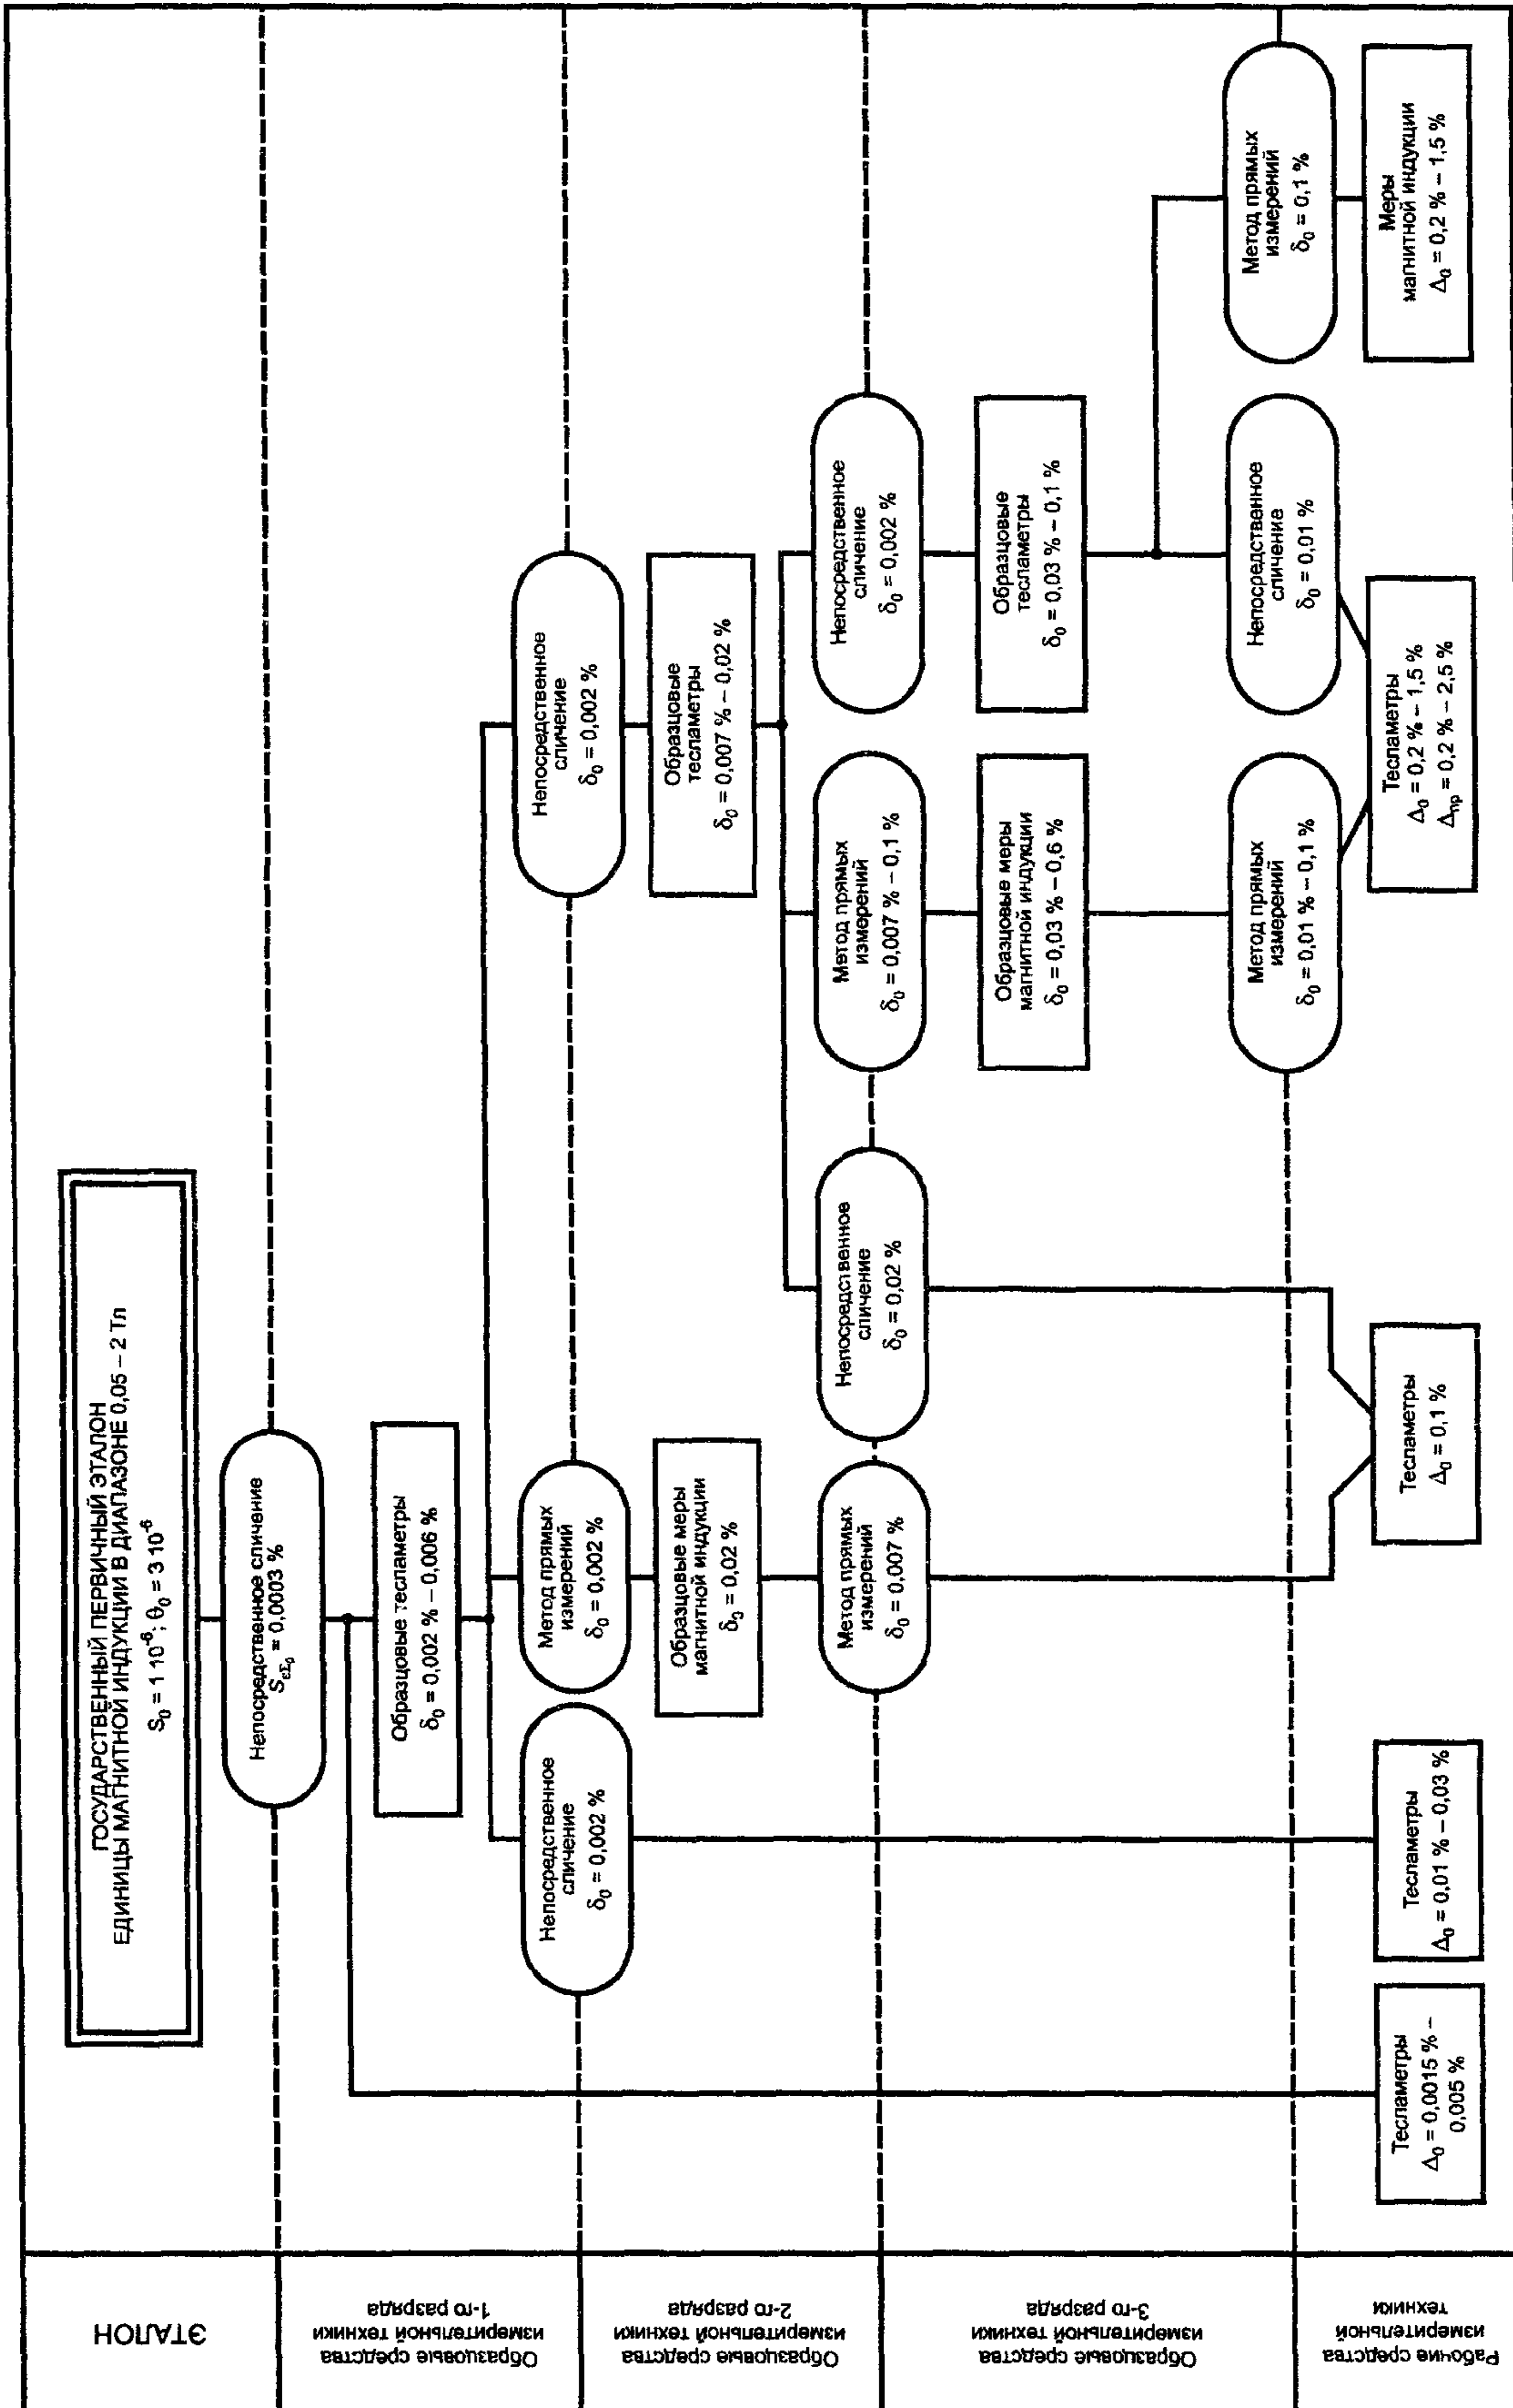 ЭТАЛОН
ГОСУДАРСТВЕННЫЙ ПЕРВИЧНЫЙ ЭТАЛОН
ЕДИНИЦЫ МАГНИТНОЙ ИНДУКЦИИ В ДИАПАЗОНЕ 0,05 – 2 Тл
S₀ = 1 10⁻⁶; θ₀ = 3 10⁻⁶
Непосредственное сличение
S_εΣ₀ = 0,0003 %
Образцовые средства
измерительной техники
1-го разряда
Образцовые тесламетры
δ₀ = 0,002 % – 0,006 %
Непосредственное
сличение
δ₀ = 0,002 %
Метод прямых
измерений
δ₀ = 0,002 %
Непосредственное
сличение
δ₀ = 0,002 %
Образцовые средства
измерительной техники
2-го разряда
Образцовые меры
магнитной индукции
δ₀ = 0,02 %
Образцовые
тесламетры
δ₀ = 0,007 % – 0,02 %
Метод прямых
измерений
δ₀ = 0,007 %
Непосредственное
сличение
δ₀ = 0,02 %
Метод прямых
измерений
δ₀ = 0,007 % – 0,1 %
Непосредственное
сличение
δ₀ = 0,002 %
Образцовые средства
измерительной техники
3-го разряда
Образцовые меры
магнитной индукции
δ₀ = 0,03 % – 0,6 %
Образцовые
тесламетры
δ₀ = 0,03 % – 0,1 %
Метод прямых
измерений
δ₀ = 0,01 % – 0,1 %
Непосредственное
сличение
δ₀ = 0,01 %
Метод прямых
измерений
δ₀ = 0,1 %
Рабочие средства
измерительной
техники
Тесламетры
Δ₀ = 0,0015 % –
0,005 %
Тесламетры
Δ₀ = 0,01 % – 0,03 %
Тесламетры
Δ₀ = 0,1 %
Тесламетры
Δ₀ = 0,2 % – 1,5 %
Δпр = 0,2 % – 2,5 %
Меры
магнитной индукции
Δ₀ = 0,2 % – 1,5 %